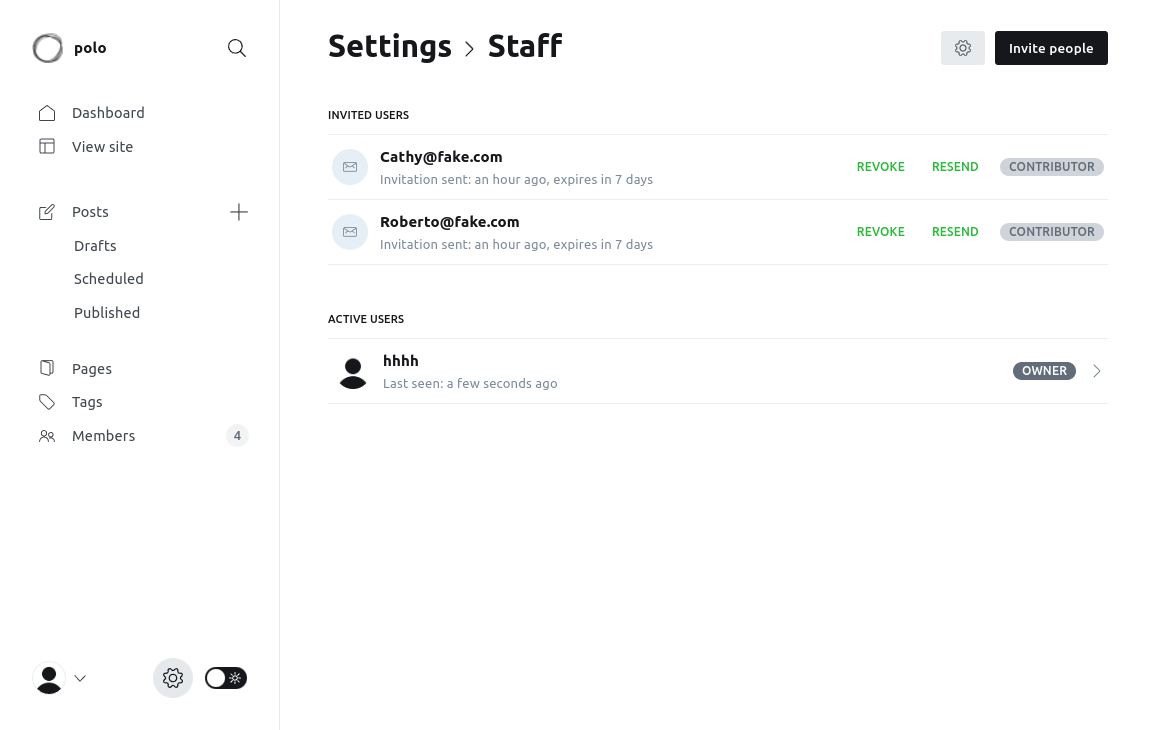 polo
Dashboard
View site
Posts
Drafts
Scheduled
Published
Pages
Tags
Members 4
Settings Staff
Invite people
INVITED USERS
Cathy@fake.com
Invitation sent: an hour ago, expires in 7 days
REVOKE RESEND CONTRIBUTOR
Roberto@fake.com
Invitation sent: an hour ago, expires in 7 days
REVOKE RESEND CONTRIBUTOR
ACTIVE USERS
hhhh
Last seen: a few seconds ago
OWNER